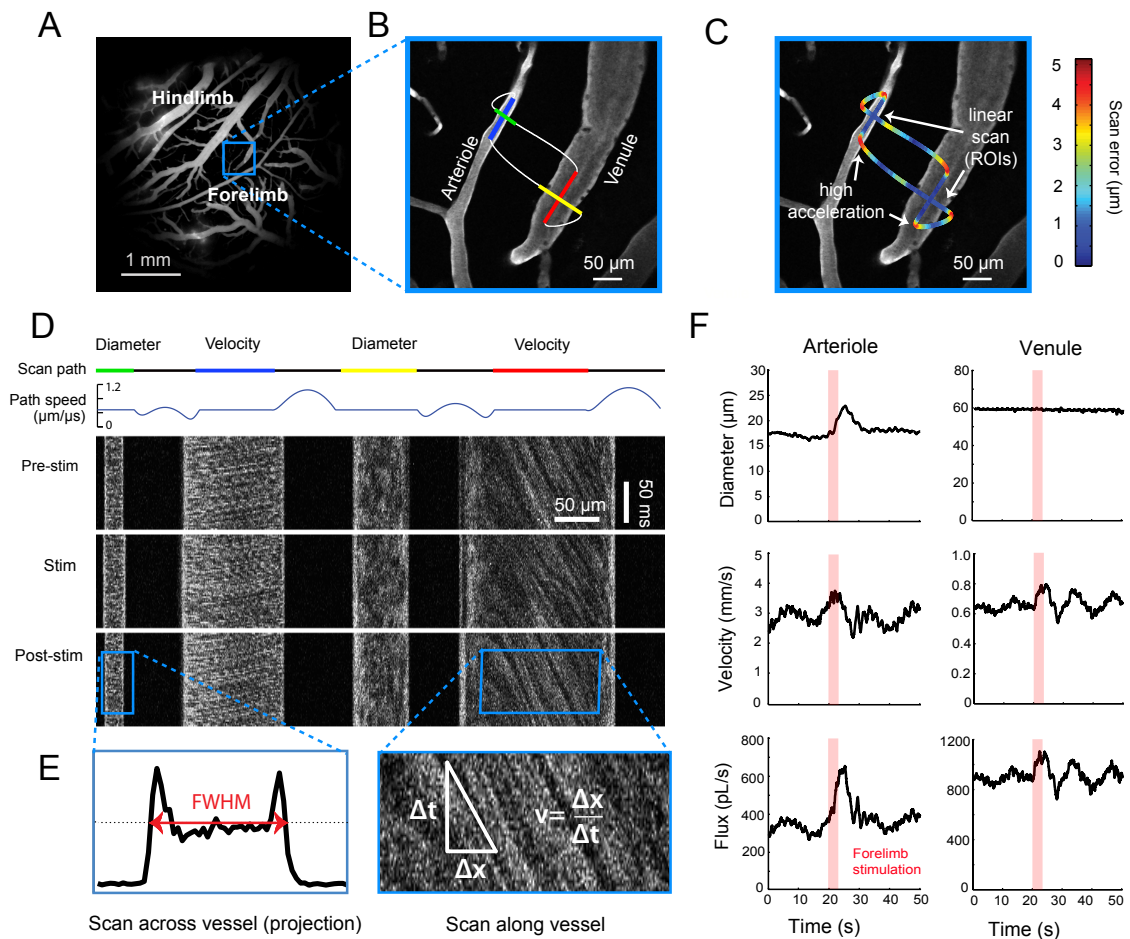 A
Hindlimb
Forelimb
1 mm
B
Arteriole
Venule
50 µm
C
linear
scan
(ROIs)
high
acceleration
50 µm
5
4
3
2
1
0
Scan error (µm)
D
Diameter
Velocity
Diameter
Velocity
Scan path
Path speed
(µm/µs)
1.2
0
Pre-stim
50 µm
50 ms
Stim
Post-stim
E
FWHM
Scan across vessel (projection)
Δt
Δx
v= Δx
Δt
Scan along vessel
F
Arteriole
Venule
Diameter (µm)
30
25
20
15
10
5
0
80
60
40
20
0
Velocity (mm/s)
5
4
3
2
1
0
1.0
0.8
0.6
0.4
0.2
0
Flux (pL/s)
800
600
400
200
0
1200
1000
800
600
400
200
0
Forelimb
stimulation
0 10 20 30 40 50
0 10 20 30 40 50
Time (s)
Time (s)